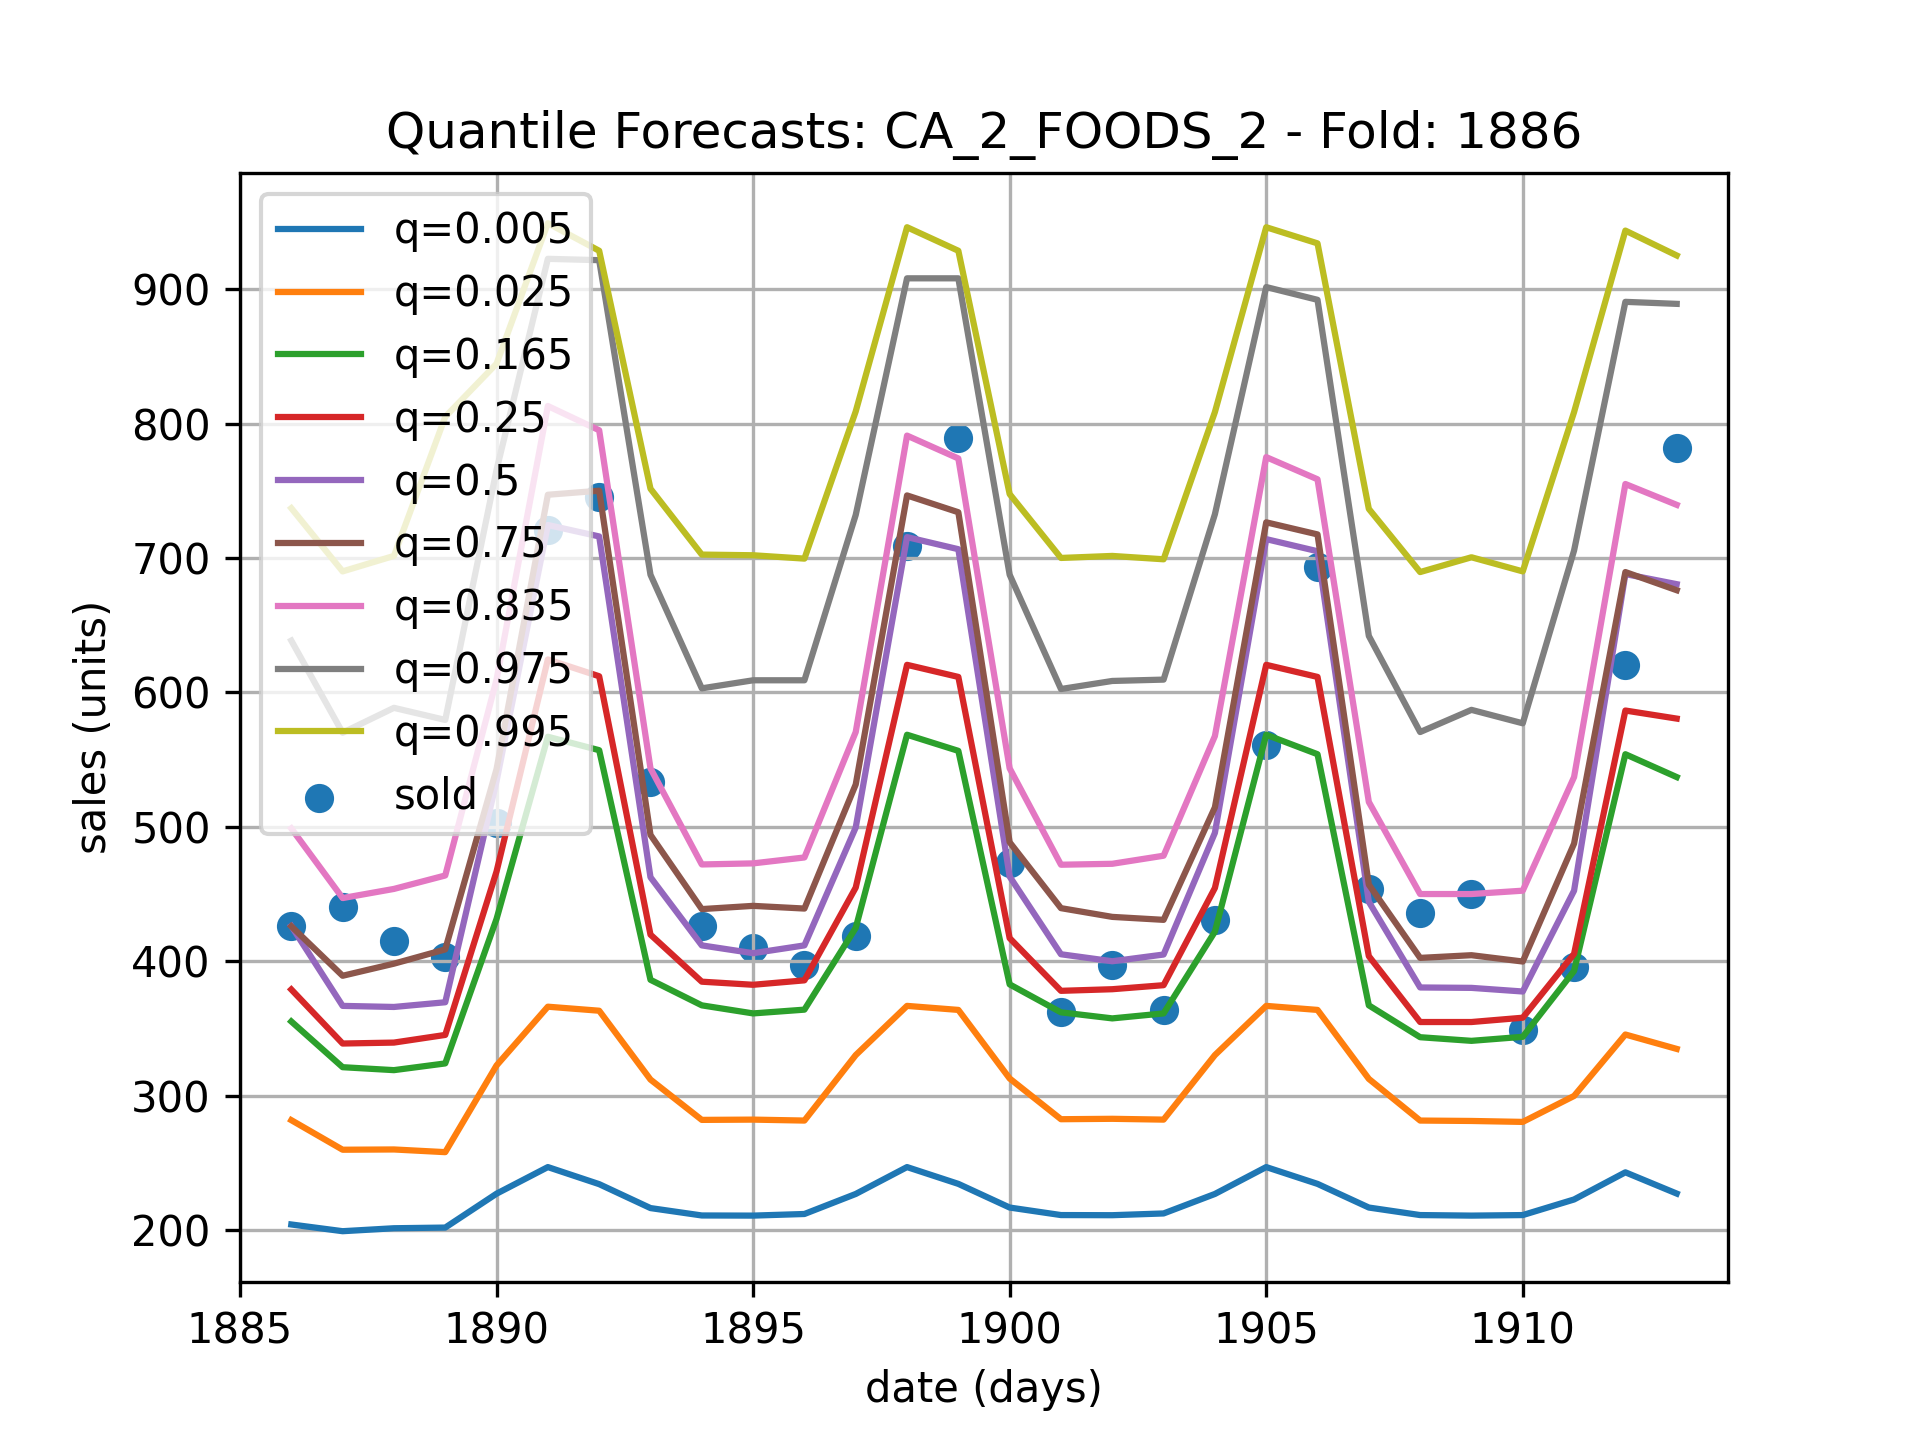 Quantile Forecasts: CA_2_FOODS_2 - Fold: 1886
q=0.005
q=0.025
q=0.165
q=0.25
q=0.5
q=0.75
q=0.835
q=0.975
q=0.995
sold
sales (units)
900
800
700
600
500
400
300
200
1885 1890 1895 1900 1905 1910
date (days)